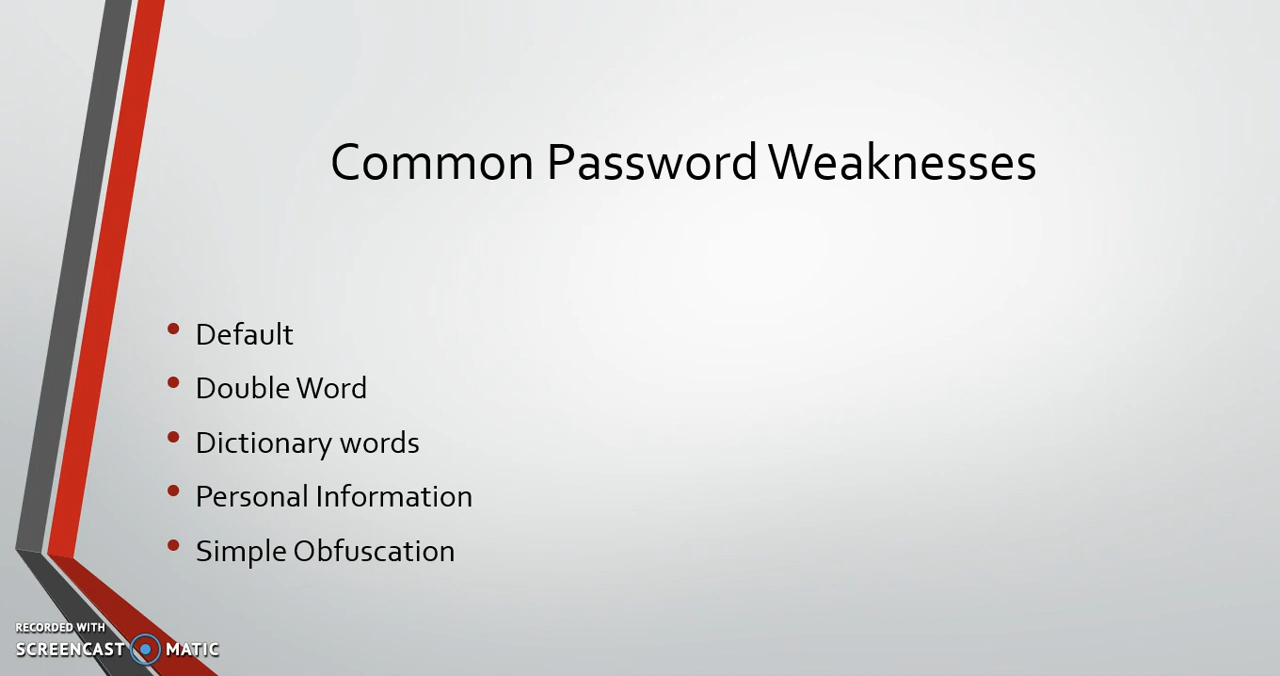 Common Password Weaknesses
Default
Double Word
Dictionary words
Personal Information
Simple Obfuscation
RECORDED WITH
SCREENCAST MATIC